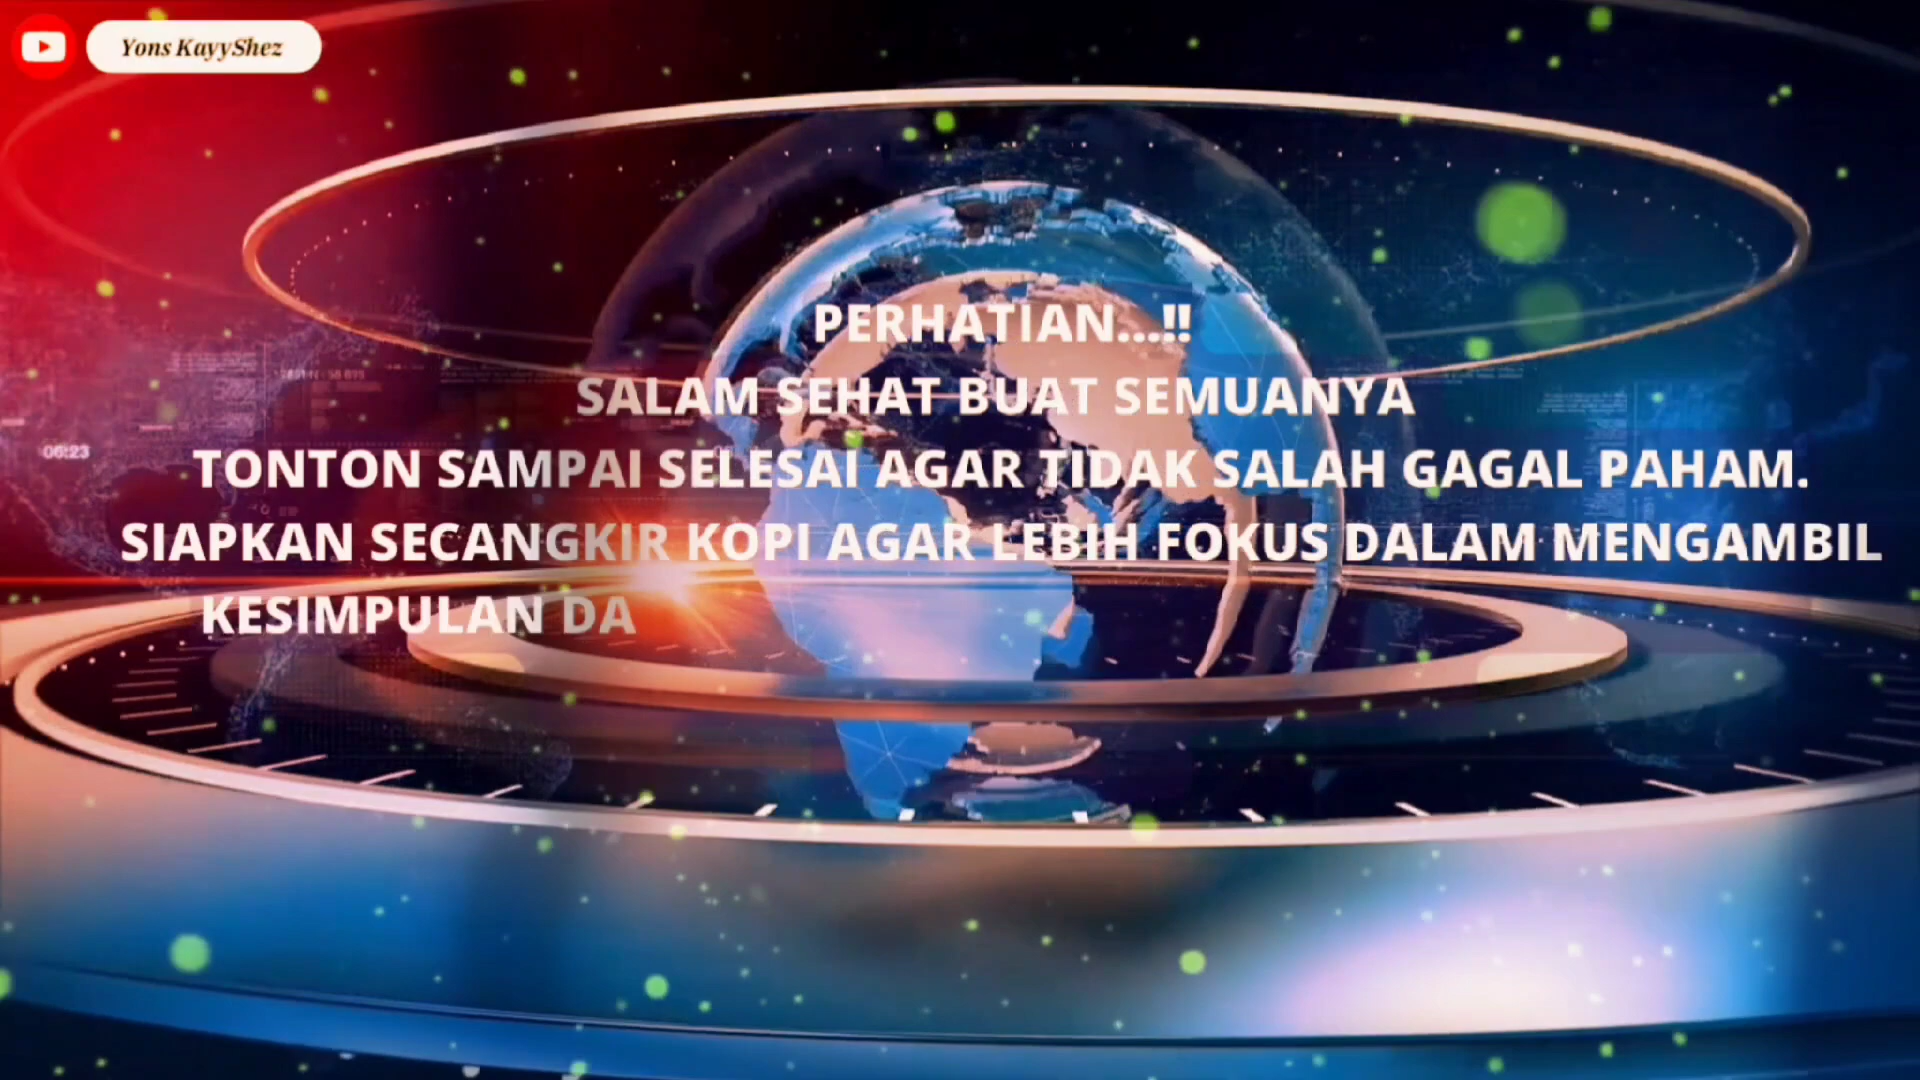 Yons KayyShez
PERHATIAN...!!
SALAM SEHAT BUAT SEMUANYA
TONTON SAMPAI SELESAI AGAR TIDAK SALAH GAGAL PAHAM.
SIAPKAN SECANGKIR KOPI AGAR LEBIH FOKUS DALAM MENGAMBIL
KESIMPULAN DA
06:23